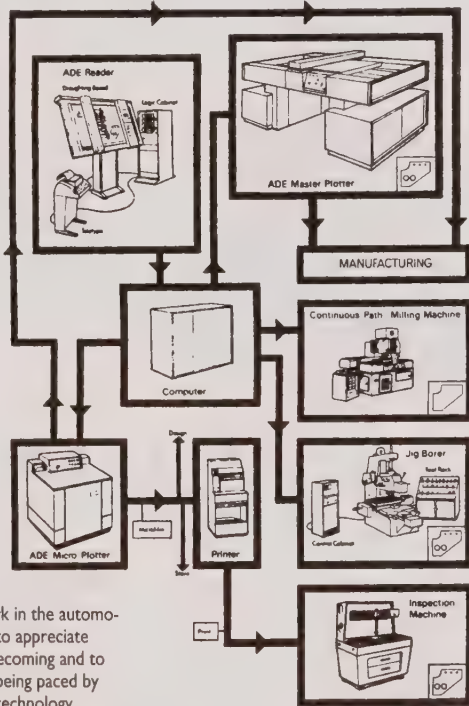 ADE Reader
Draughting Board
Logic Cabinet
Teletype
ADE Master Plotter
MANUFACTURING
Computer
Continuous Path Milling Machine
Jig Borer
Tool Rack
Control Cabinet
ADE Micro Plotter
Design
Microfilm
Store
Printer
Print
Inspection
Machine
k in the automo-
to appreciate
ecoming and to
being paced by
technology